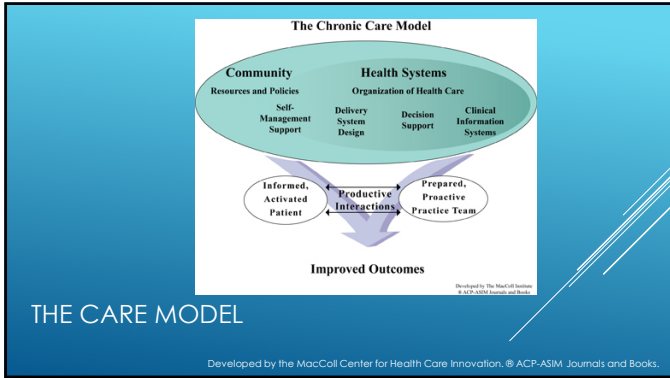 The Chronic Care Model
Community
Resources and Policies
Health Systems
Organization of Health Care
Self-
Management
Support
Delivery
System
Design
Decision
Support
Clinical
Information
Systems
Informed,
Activated
Patient
Productive
Interactions
Prepared,
Proactive
Practice Team
Improved Outcomes
Developed by The MacColl Institute
® ACP-ASIM Journals and Books
THE CARE MODEL
Developed by the MacColl Center for Health Care Innovation. ® ACP-ASIM Journals and Books.